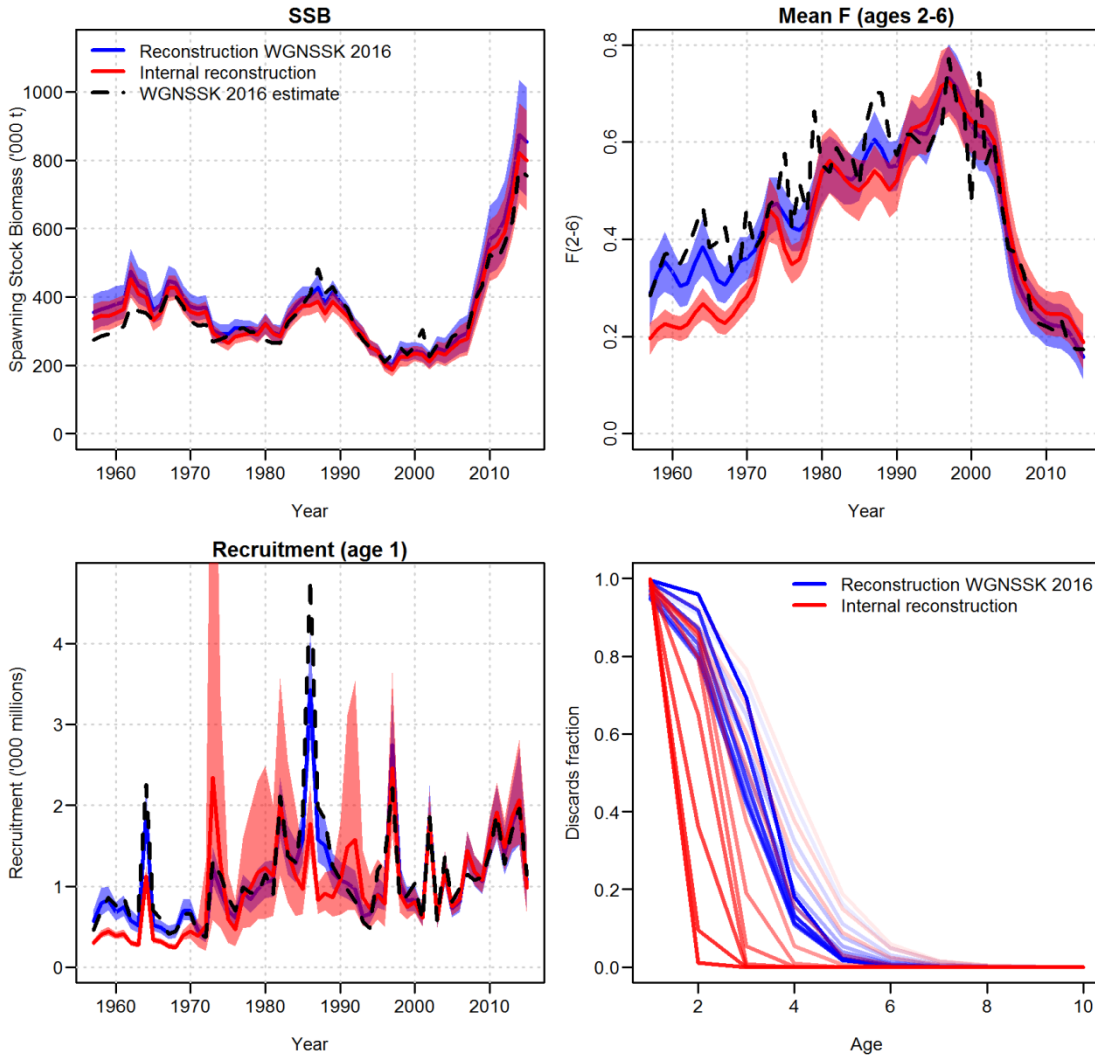 SSB
Reconstruction WGNSSK 2016
Internal reconstruction
WGNSSK 2016 estimate
Spawning Stock Biomass ('000 t)
1000
800
600
400
200
0
1960 1970 1980 1990 2000 2010
Year
Mean F (ages 2-6)
F(2-6)
0.8
0.6
0.4
0.2
0.0
1960 1970 1980 1990 2000 2010
Year
Recruitment (age 1)
Recruitment ('000 millions)
4
3
2
1
0
1960 1970 1980 1990 2000 2010
Year
Reconstruction WGNSSK 2016
Internal reconstruction
Discards fraction
1.0
0.8
0.6
0.4
0.2
0.0
2 4 6 8 10
Age